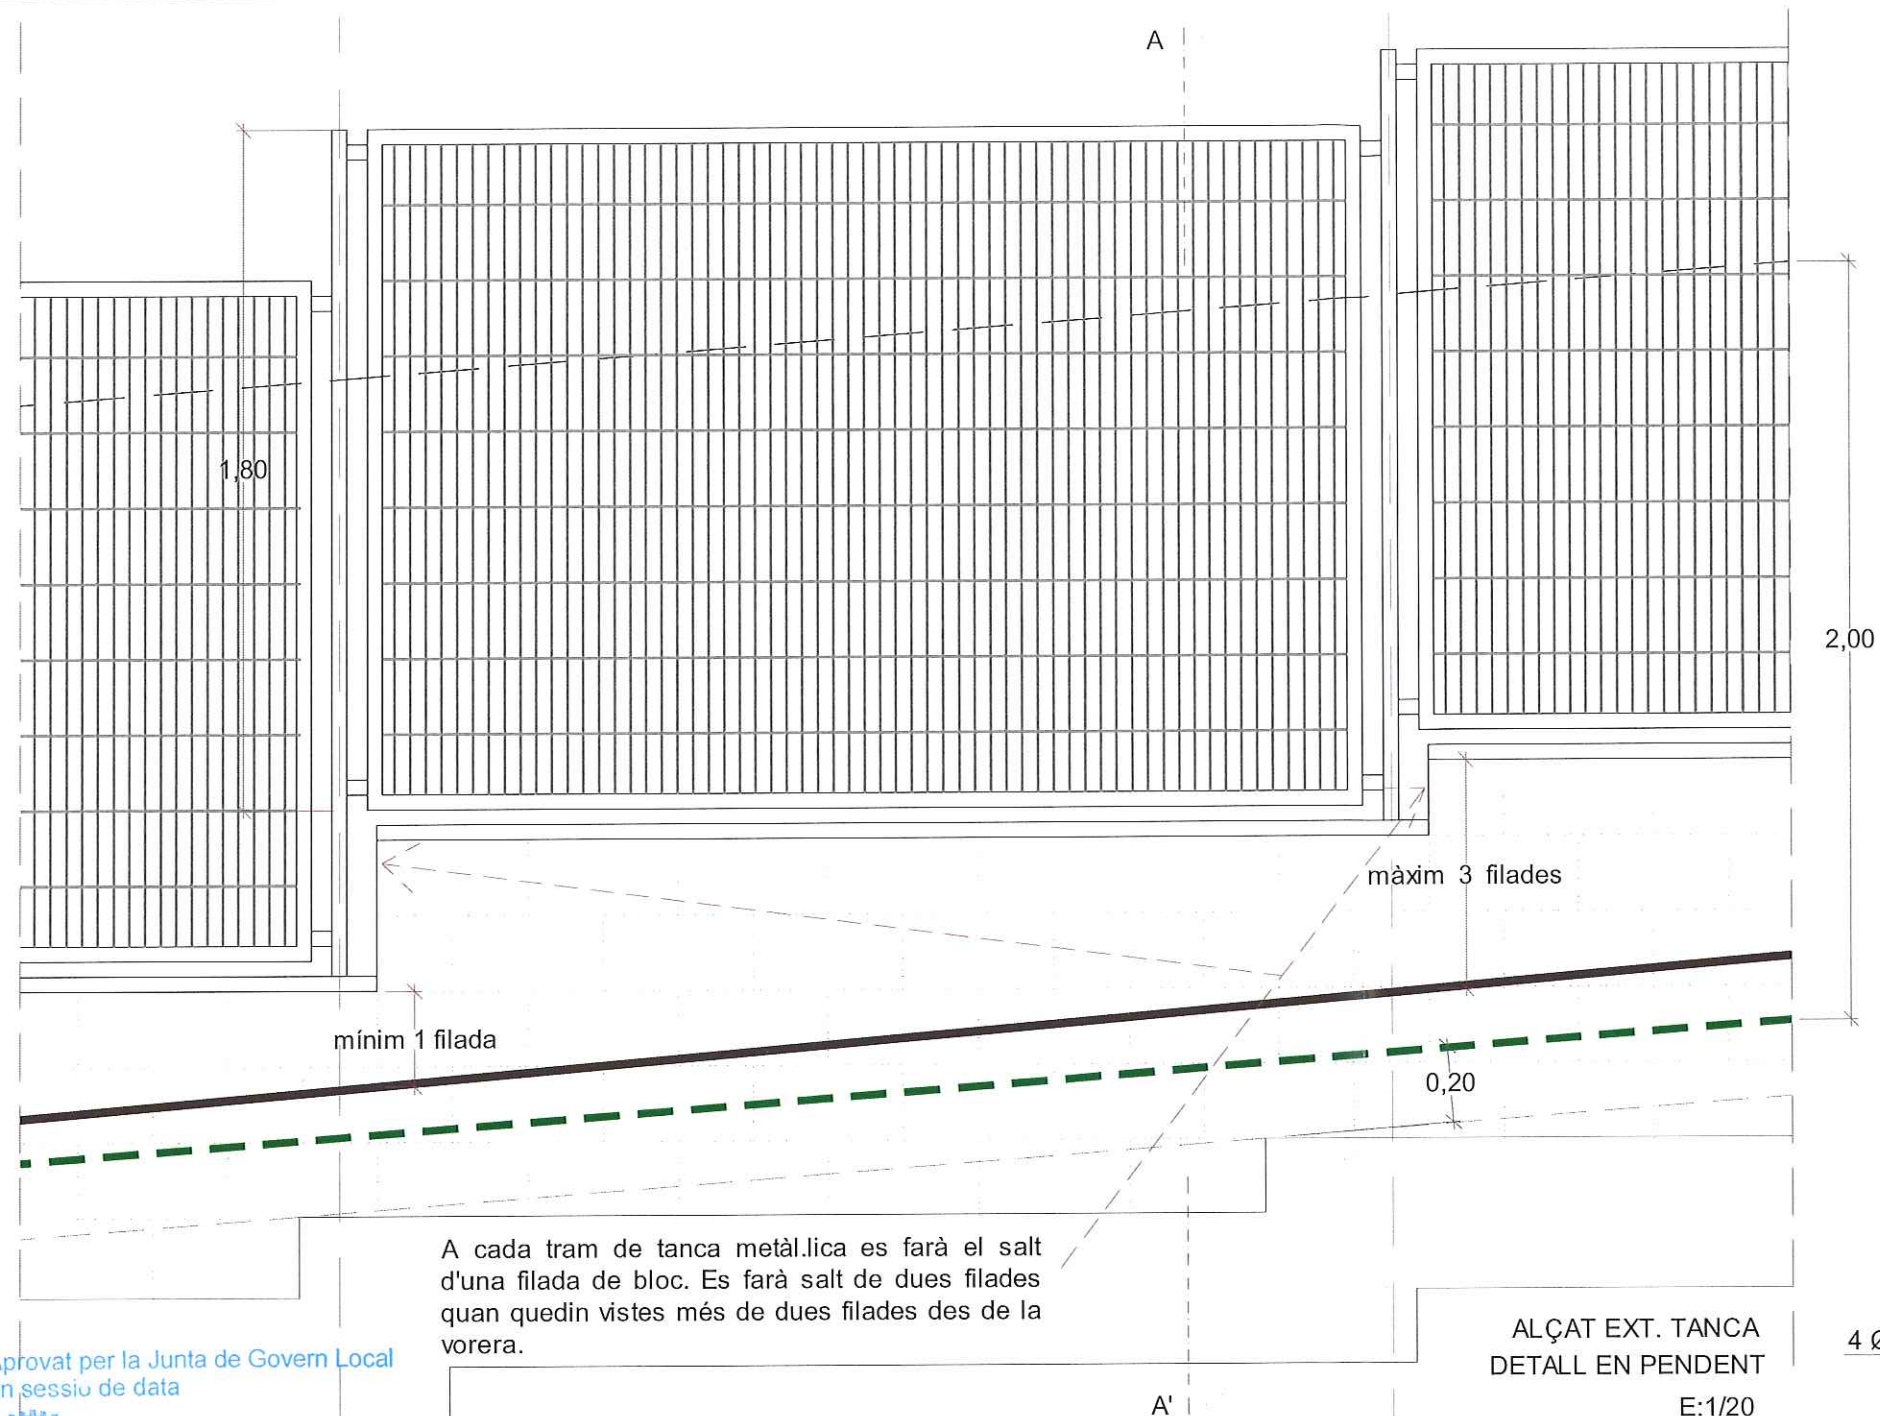 A
1,80
2,00
màxim 3 filades
mínim 1 filada
0,20
A cada tram de tanca metàl.lica es farà el salt
d'una filada de bloc. Es farà salt de dues filades
quan quedin vistes més de dues filades des de la
vorera.
ALÇAT EXT. TANCA
DETALL EN PENDENT
E:1/20
4 Ø
Aprovat per la Junta de Govern Local
en sessió de data
A'